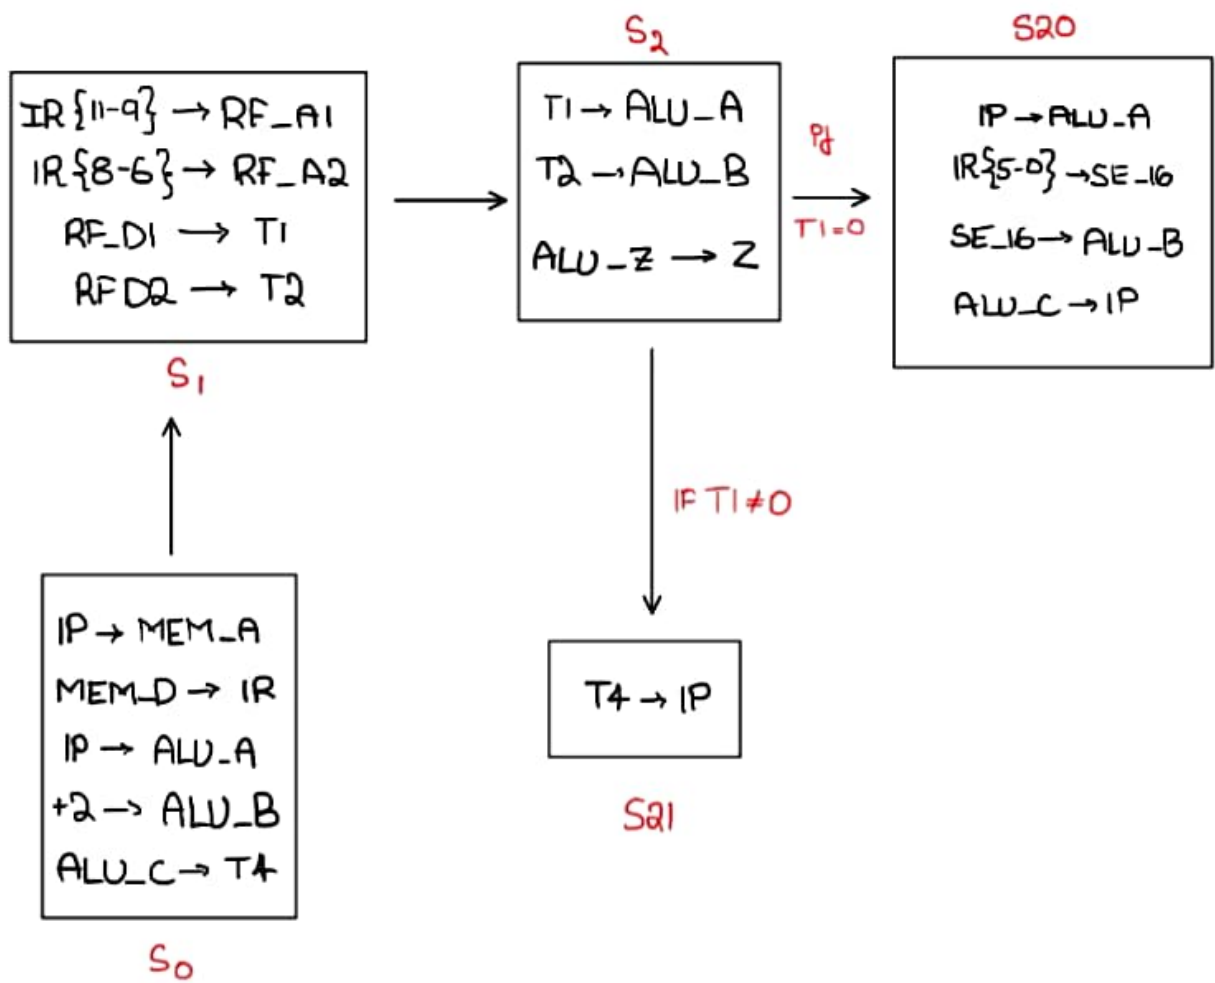 S0
IP → MEM_A
MEM_D → IR
IP → ALU_A
+2 → ALU_B
ALU_C → T4
S1
IR{11-9} → RF_A1
IR{8-6} → RF_A2
RF_D1 → T1
RF D2 → T2
S2
T1 → ALU_A
T2 → ALU_B
ALU_Z → Z
T1=0
S20
IP → ALU_A
IR{5-0} → SE_16
SE_16 → ALU_B
ALU_C → IP
IF T1≠0
T4 → IP
S21